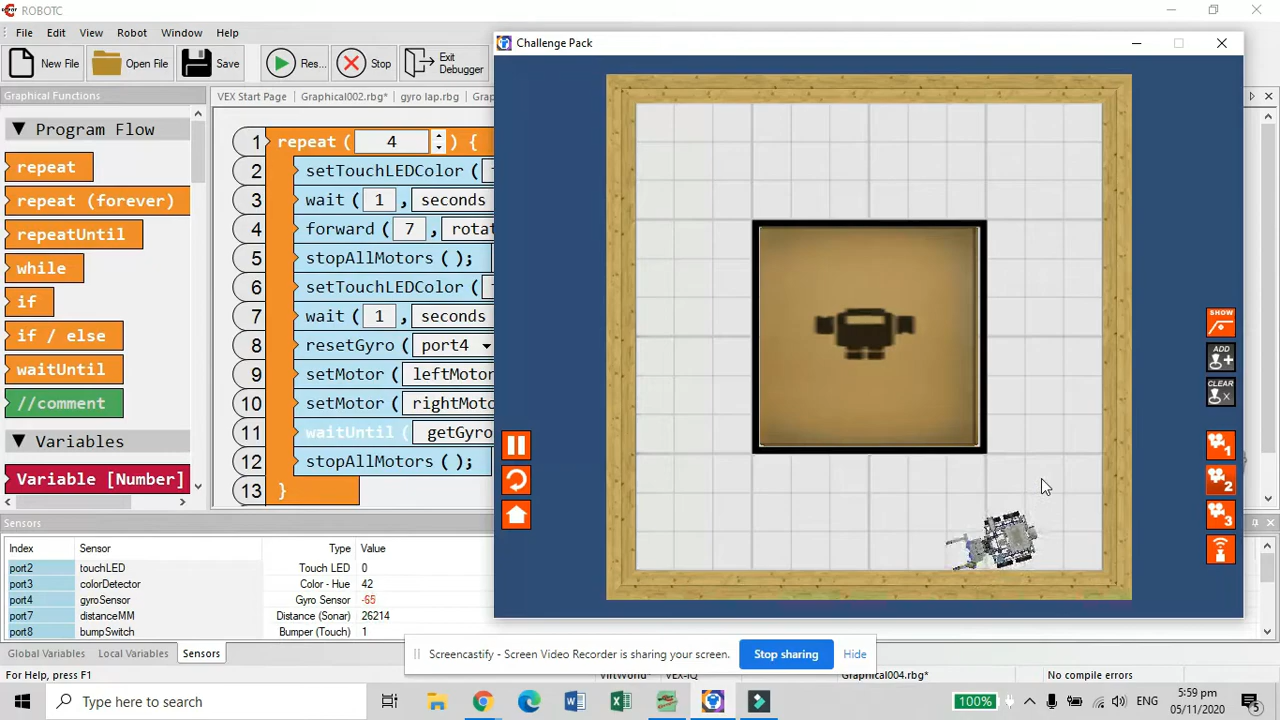 ROBOTC
File Edit View Robot Window Help
New File Open File Save Res... Stop Exit Debugger
Graphical Functions
VEX Start Page Graphical002.rbg* gyro lap.rbg
Program Flow
repeat
repeat (forever)
repeatUntil
while
if
if / else
waitUntil
//comment
Variables
Variable [Number]
1 repeat ( 4 ) {
2 setTouchLEDColor (
3 wait ( 1 , seconds
4 forward ( 7 ,
5 stopAllMotors ( );
6 setTouchLEDColor (
7 wait ( 1 , seconds
8 resetGyro ( port4
9 setMotor (
10 setMotor (
11 waitUntil (
12 stopAllMotors ( );
13 }
Challenge Pack
SHOW
ADD
CLEAR
1
2
3
Sensors
Index Sensor Type Value
port2 touchLED Touch LED 0
port3 colorDetector Color - Hue 42
port4 gyroSensor Gyro Sensor -65
port7 distanceMM Distance (Sonar) 26214
port8 bumpSwitch Bumper (Touch) 1
Global Variables Local Variables Sensors
Screencastify - Screen Video Recorder is sharing your screen. Stop sharing Hide
For Help, press F1 VirtWorld VEX-IQ Graphical004.rbg* No compile errors
Type here to search 100% ENG 5:59 pm 05/11/2020 5